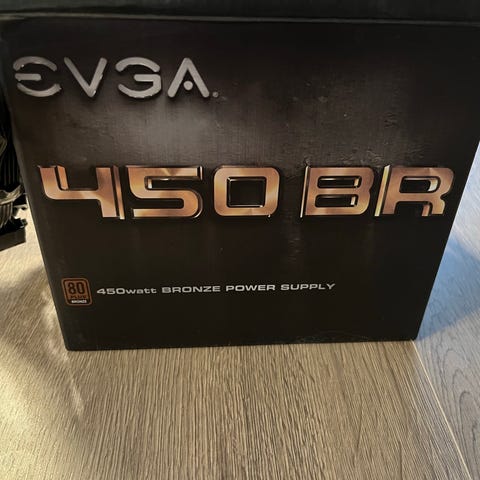 EVGA.
450 BR
80
PLUS
BRONZE
450watt BRONZE POWER SUPPLY